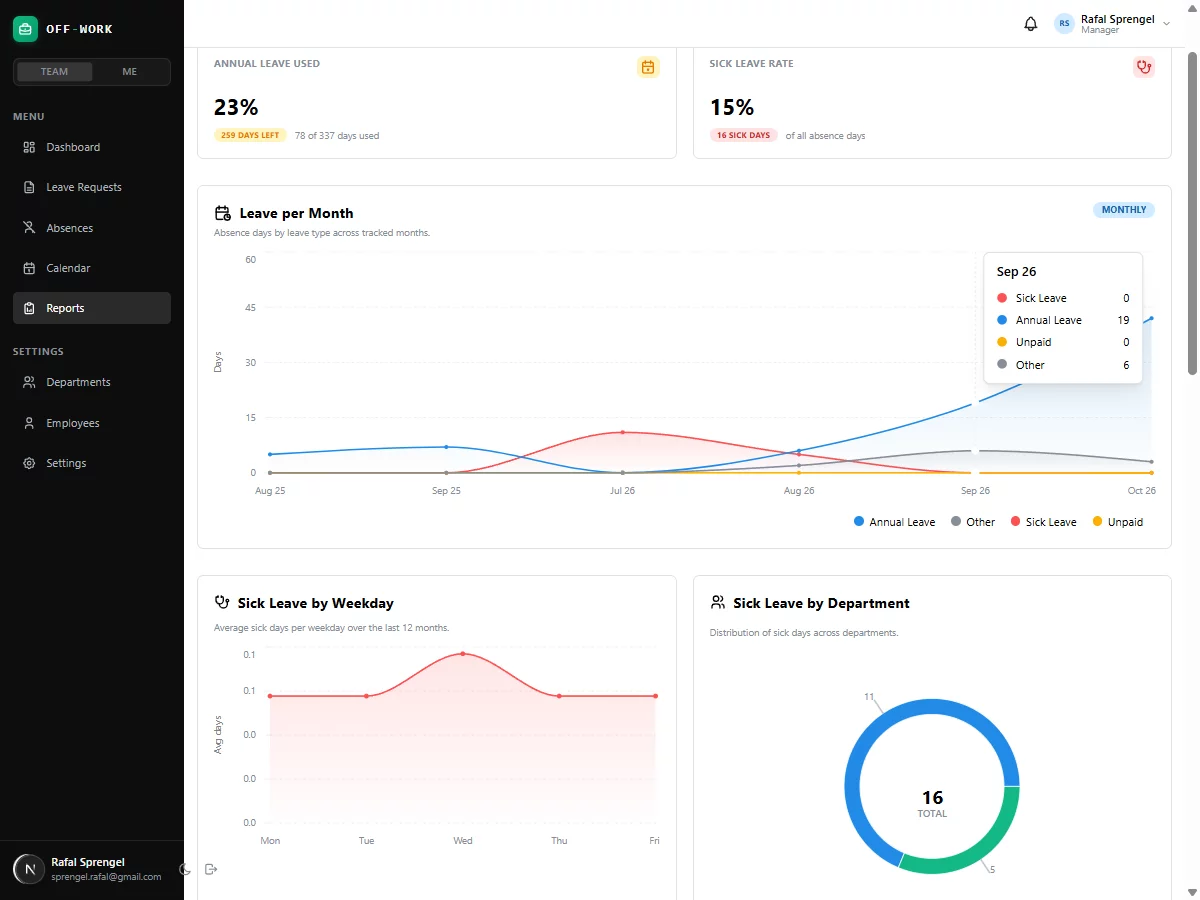 OFF-WORK
TEAM ME
MENU
Dashboard
Leave Requests
Absences
Calendar
Reports
SETTINGS
Departments
Employees
Settings
N
Rafal Sprengel
sprengel.rafal@gmail.com
RS
Rafal Sprengel
Manager
ANNUAL LEAVE USED
23%
259 DAYS LEFT 78 of 337 days used
SICK LEAVE RATE
15%
16 SICK DAYS of all absence days
Leave per Month
MONTHLY
Absence days by leave type across tracked months.
60
45
30
15
0
Days
Aug 25 Sep 25 Jul 26 Aug 26 Sep 26 Oct 26
Sep 26
Sick Leave 0
Annual Leave 19
Unpaid 0
Other 6
Annual Leave Other Sick Leave Unpaid
Sick Leave by Weekday
Average sick days per weekday over the last 12 months.
0.1
0.1
0.0
0.0
0.0
Avg days
Mon Tue Wed Thu Fri
Sick Leave by Department
Distribution of sick days across departments.
11
16
TOTAL
5